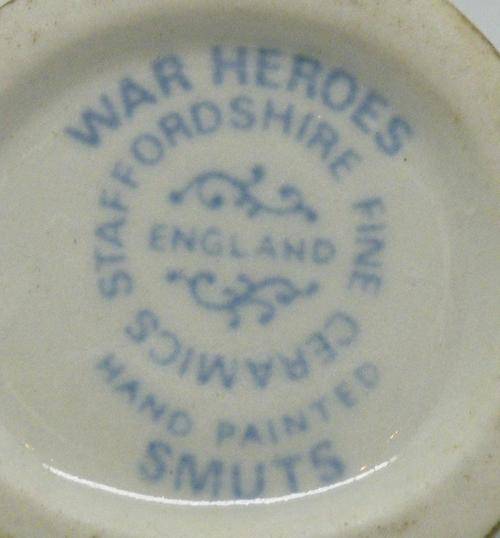 WAR HEROES
STAFFORDSHIRE FINE CERAMICS
ENGLAND
HAND PAINTED
SMUTS